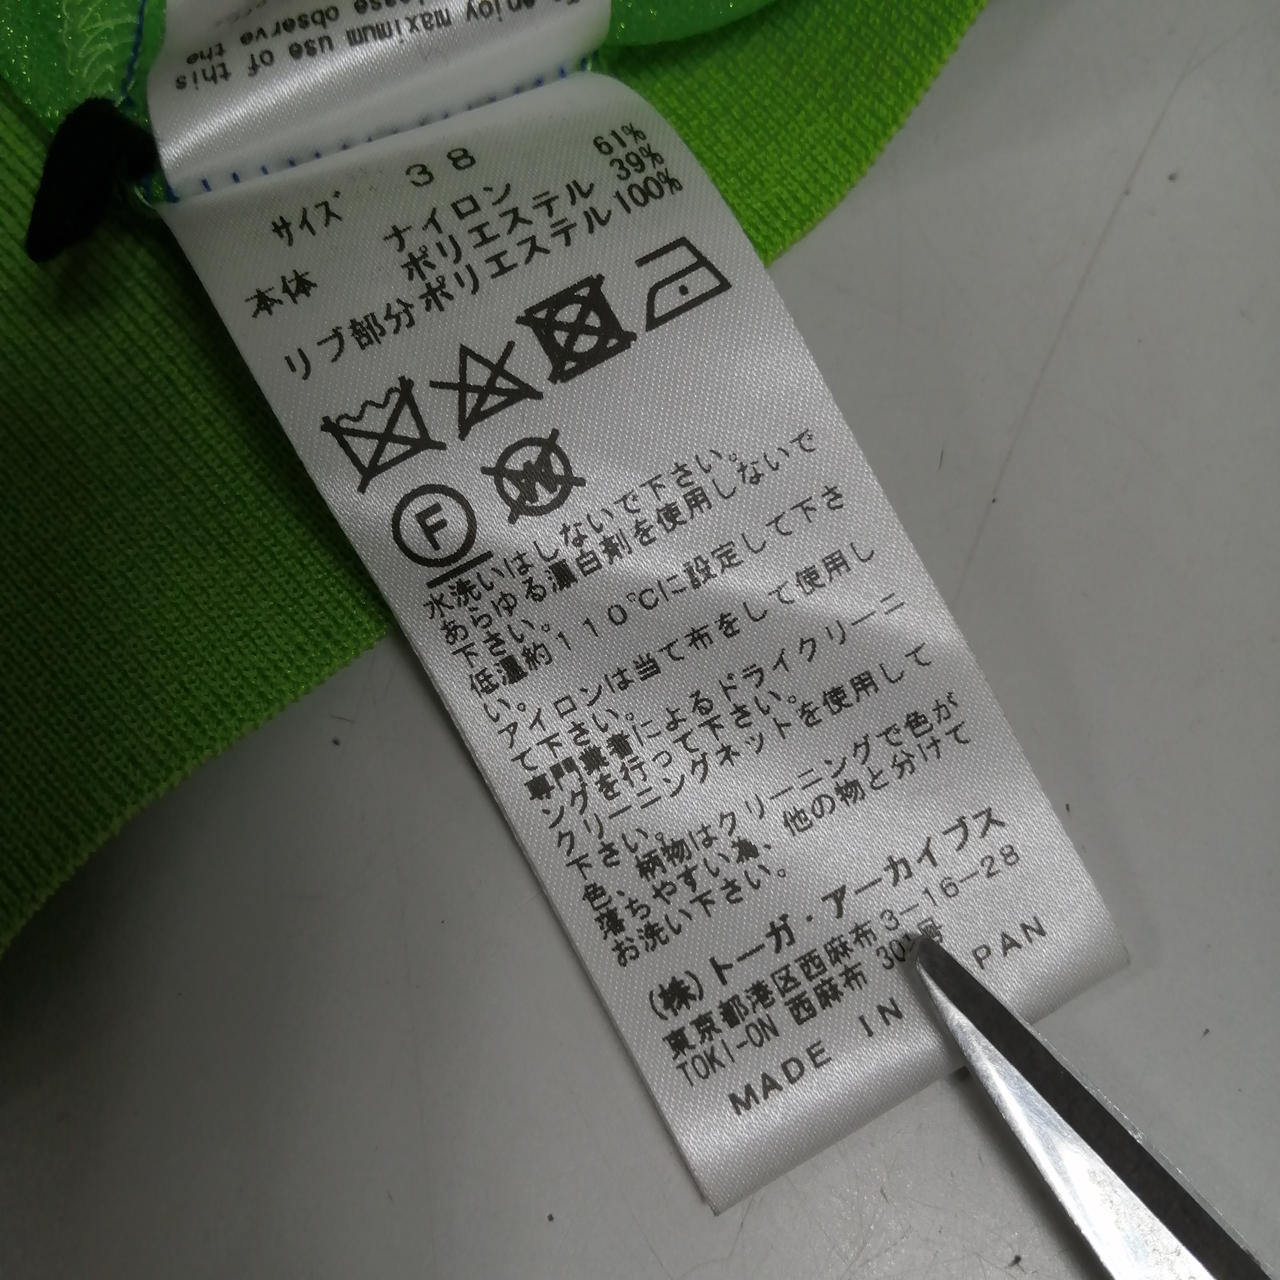 enjoy maximum use of this
please observe the
サイズ 38
本体 ナイロン 61%
ポリエステル 39%
リブ部分 ポリエステル 100%
F
W
水洗いはしないで下さい。
あらゆる漂白剤を使用しないで
下さい。
低温約110℃に設定して下さ
い。
アイロンは当て布をして使用し
て下さい。
専門業者によるドライクリーニ
ングを行って下さい。
クリーニングネットを使用して
下さい。
色、柄物はクリーニングで色が
落ちやすい為、他の物と分けて
お洗い下さい。
(株)トーガ・アーカイブス
東京都港区西麻布3-16-28
TOKI-ON 西麻布 号
MADE IN PAN